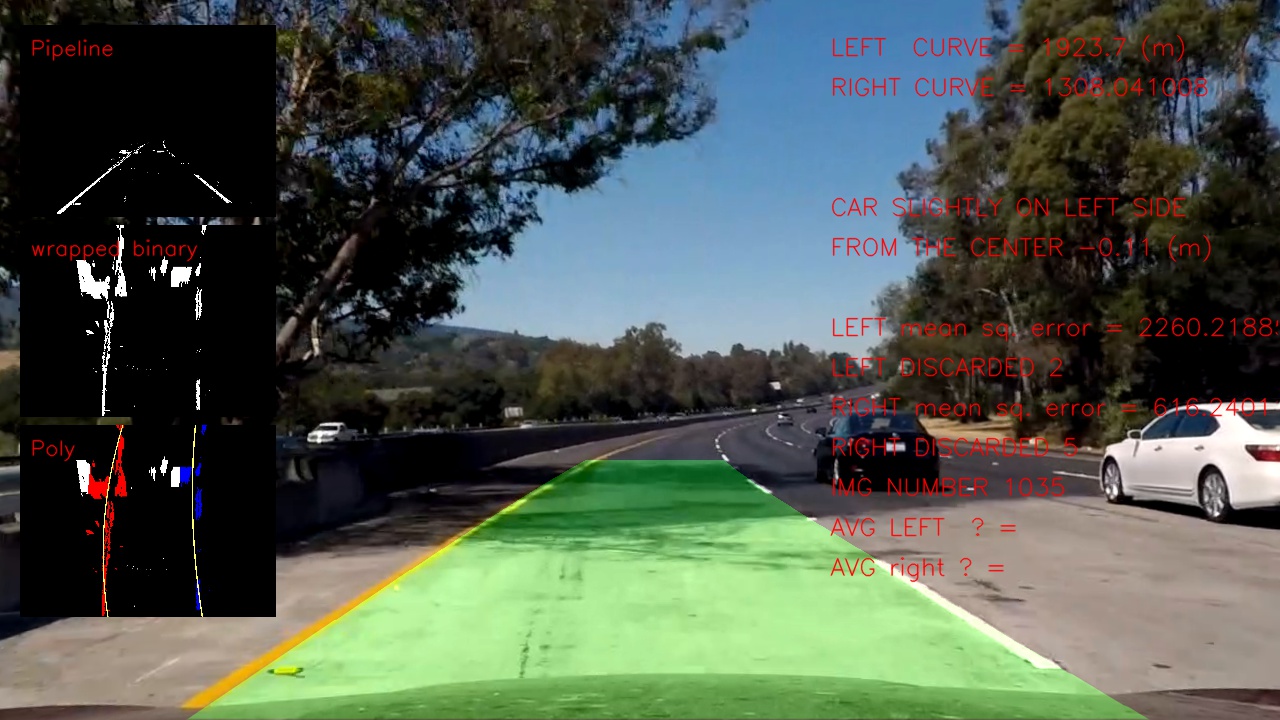 Pipeline
wrapped binary
Poly
LEFT CURVE = 1923.7 (m)
RIGHT CURVE = 1308.041008
CAR SLIGHTLY ON LEFT SIDE
FROM THE CENTER -0.11 (m)
LEFT mean sq. error = 2260.2188
LEFT DISCARDED 2
RIGHT mean sq. error = 616.2401
RIGHT DISCARDED 5
IMG NUMBER 1035
AVG LEFT ? =
AVG right ? =